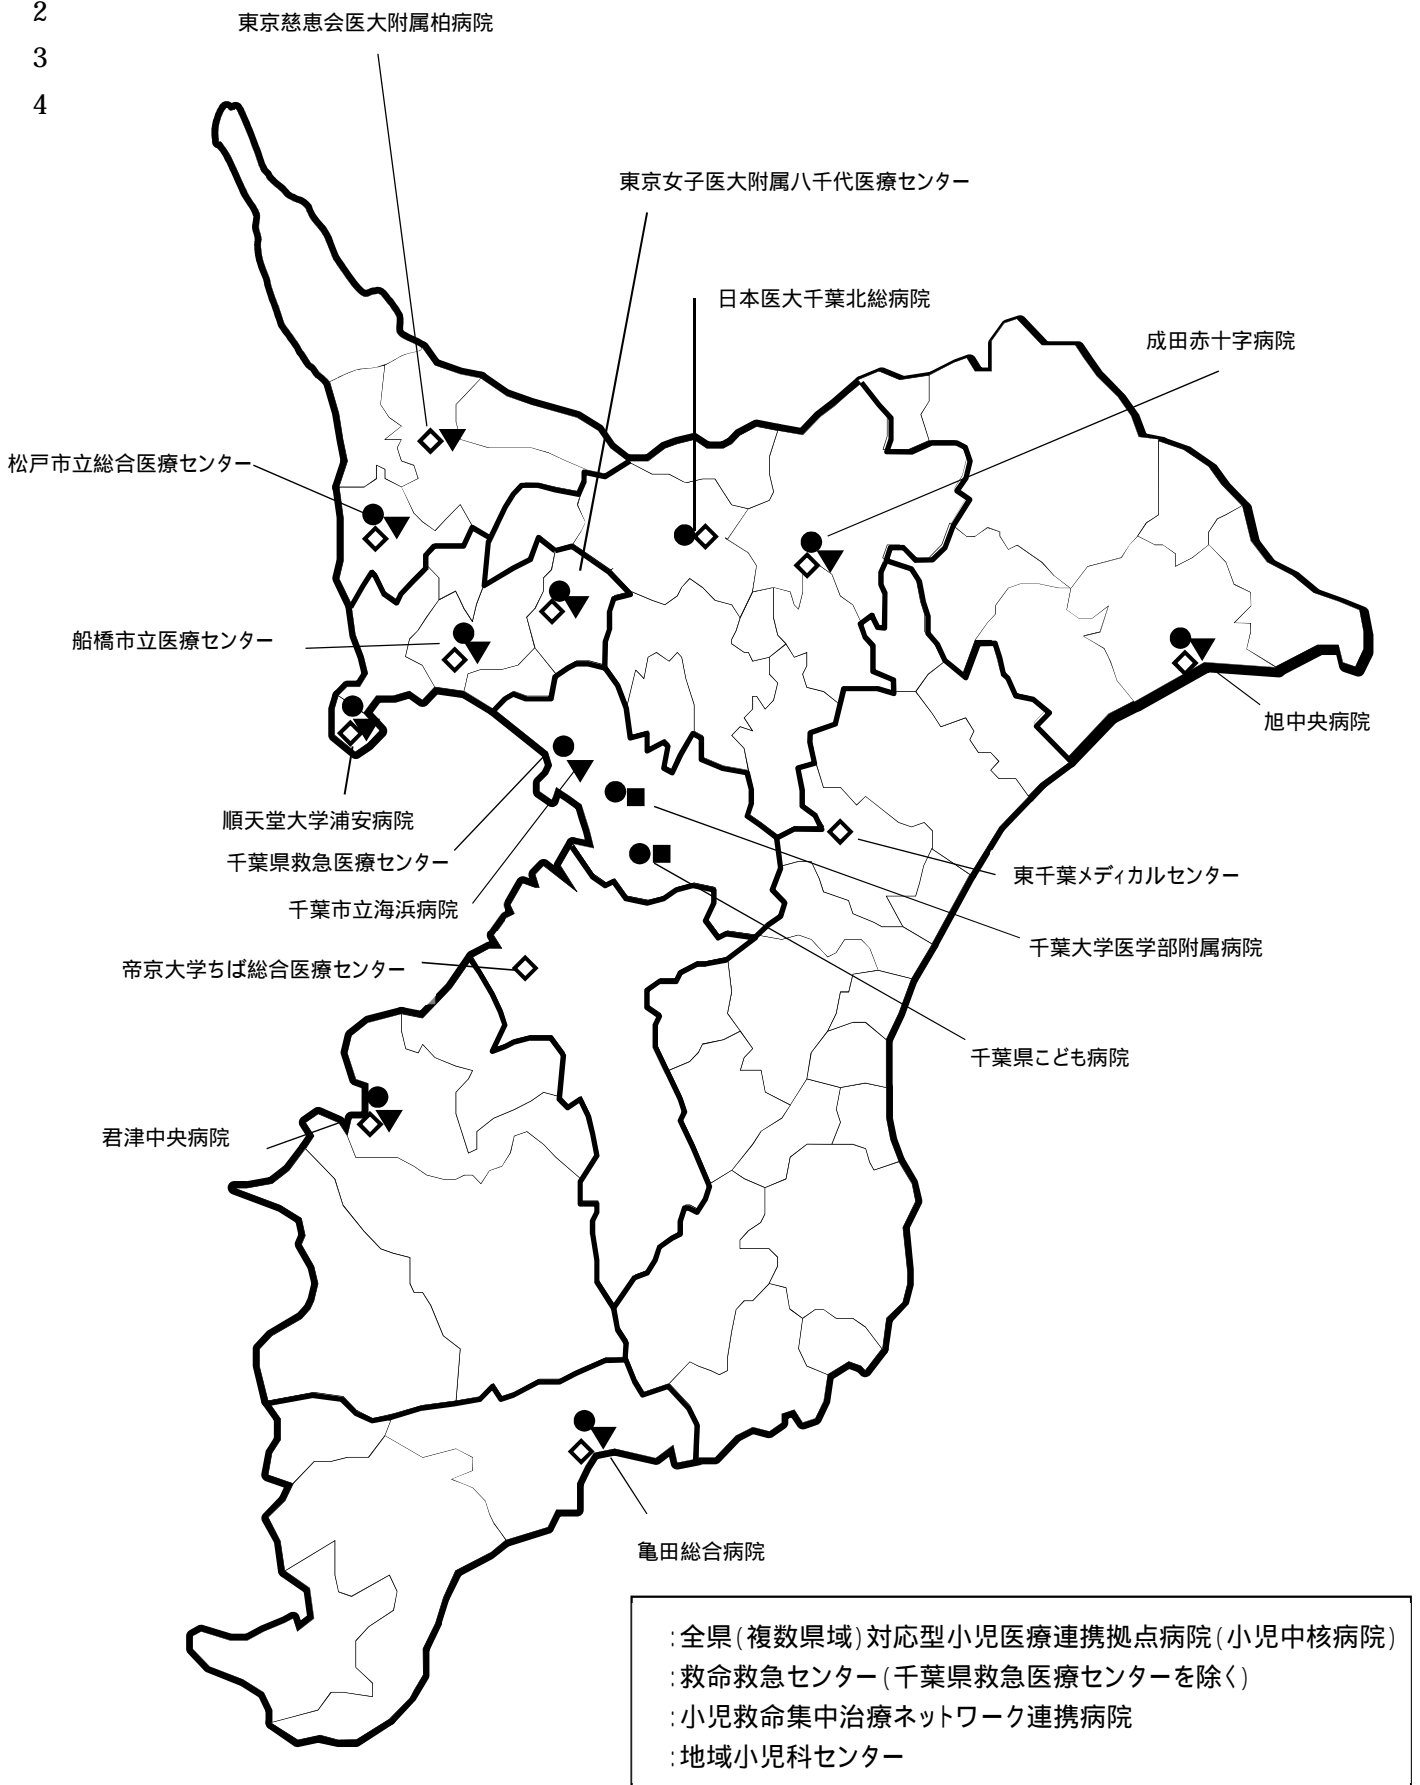 2
東京慈恵会医大附属柏病院
3
4
東京女子医大附属八千代医療センター
日本医大千葉北総病院
成田赤十字病院
松戸市立総合医療センター
船橋市立医療センター
旭中央病院
順天堂大学浦安病院
千葉県救急医療センター
東千葉メディカルセンター
千葉市立海浜病院
千葉大学医学部附属病院
帝京大学ちば総合医療センター
千葉県こども病院
君津中央病院
亀田総合病院
:全県(複数県域)対応型小児医療連携拠点病院(小児中核病院)
:救命救急センター(千葉県救急医療センターを除く)
:小児救命集中治療ネットワーク連携病院
:地域小児科センター